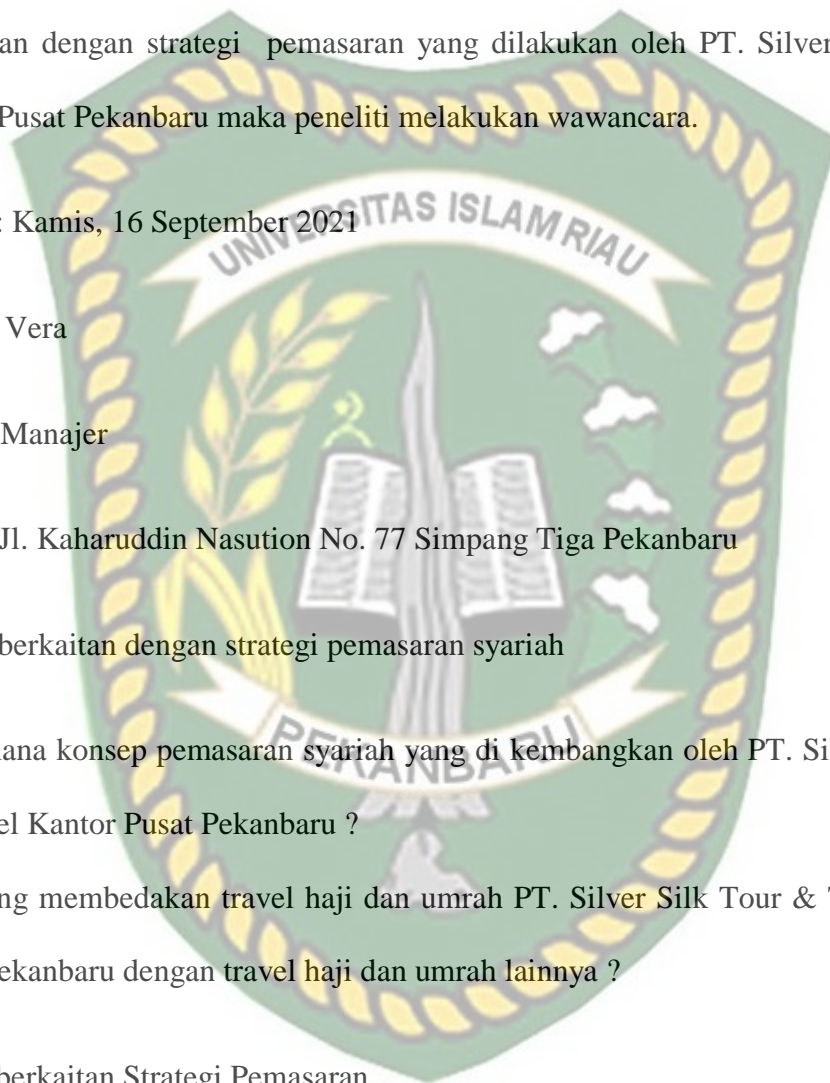 an dengan strategi pemasaran yang dilakukan oleh PT. Silver
Pusat Pekanbaru maka peneliti melakukan wawancara.
: Kamis, 16 September 2021
UNIVERSITAS ISLAM RIAU
Vera
Manajer
Jl. Kaharuddin Nasution No. 77 Simpang Tiga Pekanbaru
berkaitan dengan strategi pemasaran syariah
PEKANBARU
ana konsep pemasaran syariah yang di kembangkan oleh PT. Si
el Kantor Pusat Pekanbaru ?
ng membedakan travel haji dan umrah PT. Silver Silk Tour &
ekanbaru dengan travel haji dan umrah lainnya ?
berkaitan Strategi Pemasaran